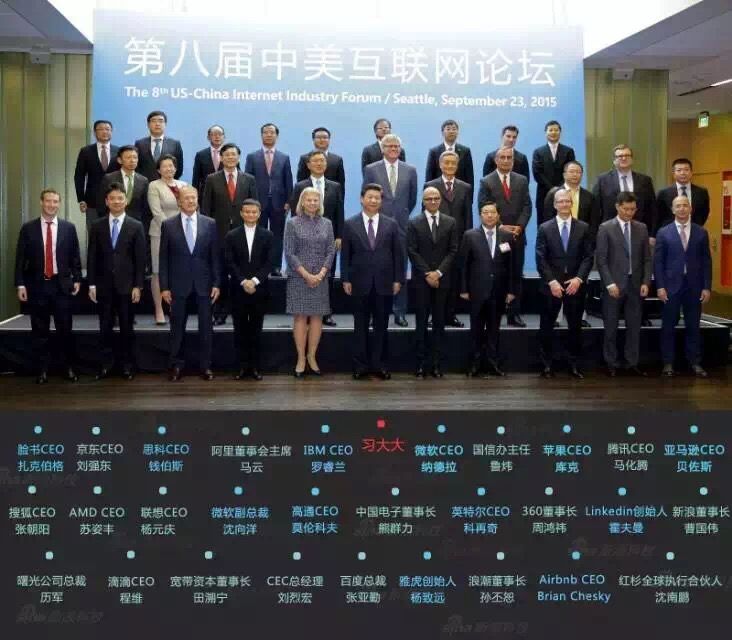 第八届中美互联网论坛
The 8th US-China Internet Industry Forum / Seattle, September 23, 2015
脸书CEO 京东CEO 思科CEO 阿里董事会主席 IBM CEO 习大大 微软CEO 国信办主任 苹果CEO 腾讯CEO 亚马逊CEO
扎克伯格 刘强东 钱伯斯 马云 罗睿兰 纳德拉 鲁炜 库克 马化腾 贝佐斯
搜狐CEO AMD CEO 联想CEO 微软副总裁 高通CEO 中国电子董事长 英特尔CEO 360董事长 Linkedin创始人 新浪董事长
张朝阳 苏姿丰 杨元庆 沈向洋 莫伦科夫 熊群力 科再奇 周鸿祎 霍夫曼 曹国伟
曙光公司总裁 滴滴CEO 宽带资本董事长 CEC总经理 百度总裁 雅虎创始人 浪潮董事长 Airbnb CEO 红杉全球执行合伙人
历军 程维 田溯宁 刘烈宏 张亚勤 杨致远 孙丕恕 Brian Chesky 沈南鹏